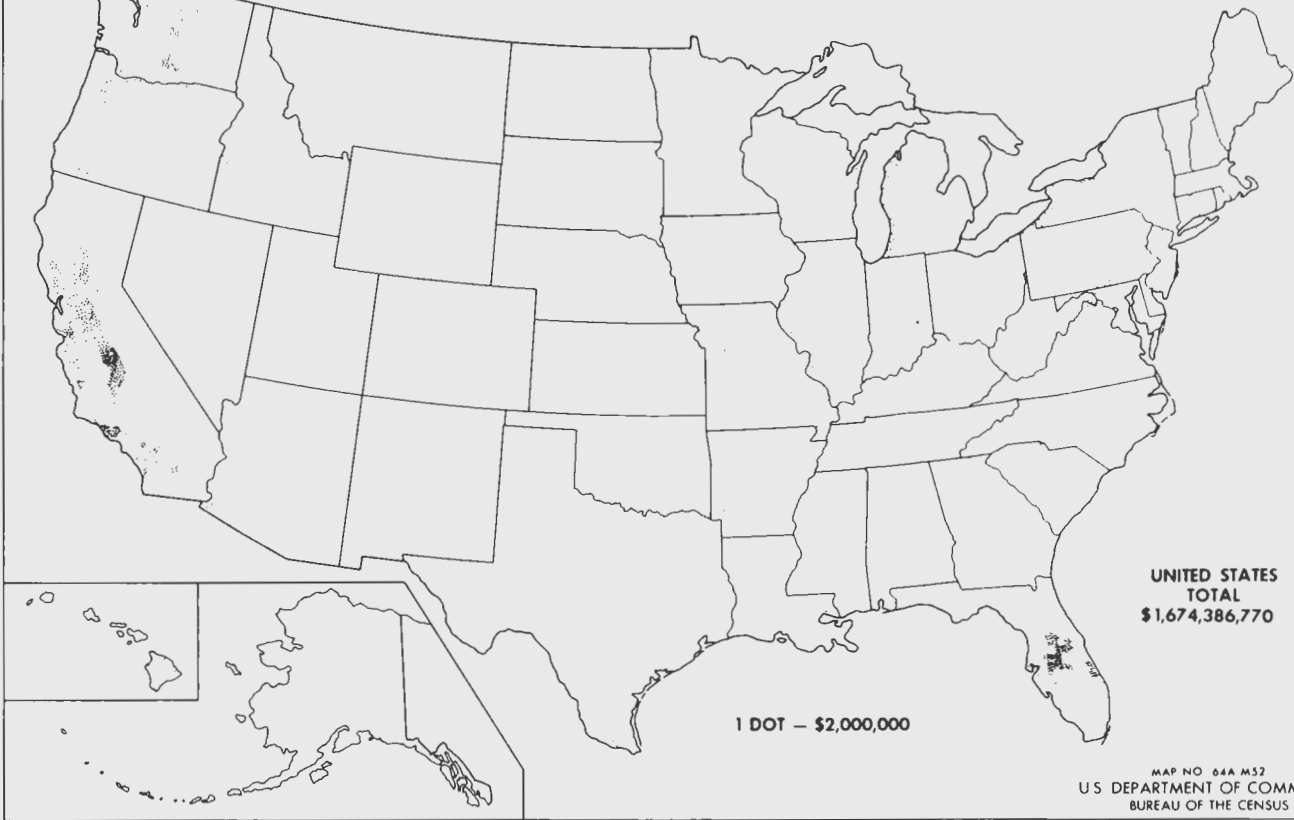 UNITED STATES
TOTAL
$1,674,386,770
1 DOT — $2,000,000
MAP NO 64A M52
U S DEPARTMENT OF COMM
BUREAU OF THE CENSUS